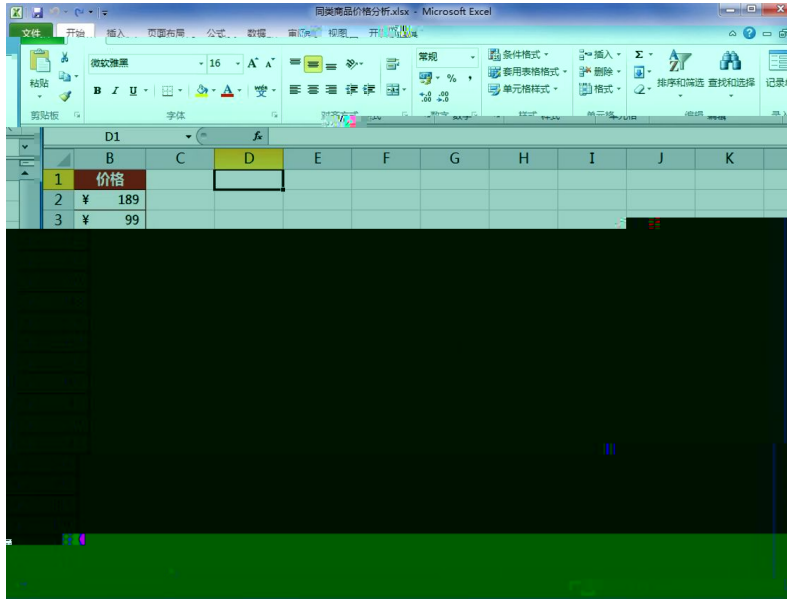 同类商品价格分析.xlsx - Microsoft Excel
文件 开始 插入 页面布局 公式 数据 审阅 视图
微软雅黑 16 A A 常规 条件格式 插入 Σ
粘贴 % , 套用表格格式 删除 排序和筛选 查找和选择
B I U A 单元格样式 格式
剪贴板 字体
D1 fx
B C D E F G H I J K
1 价格
2 ¥ 189
3 ¥ 99